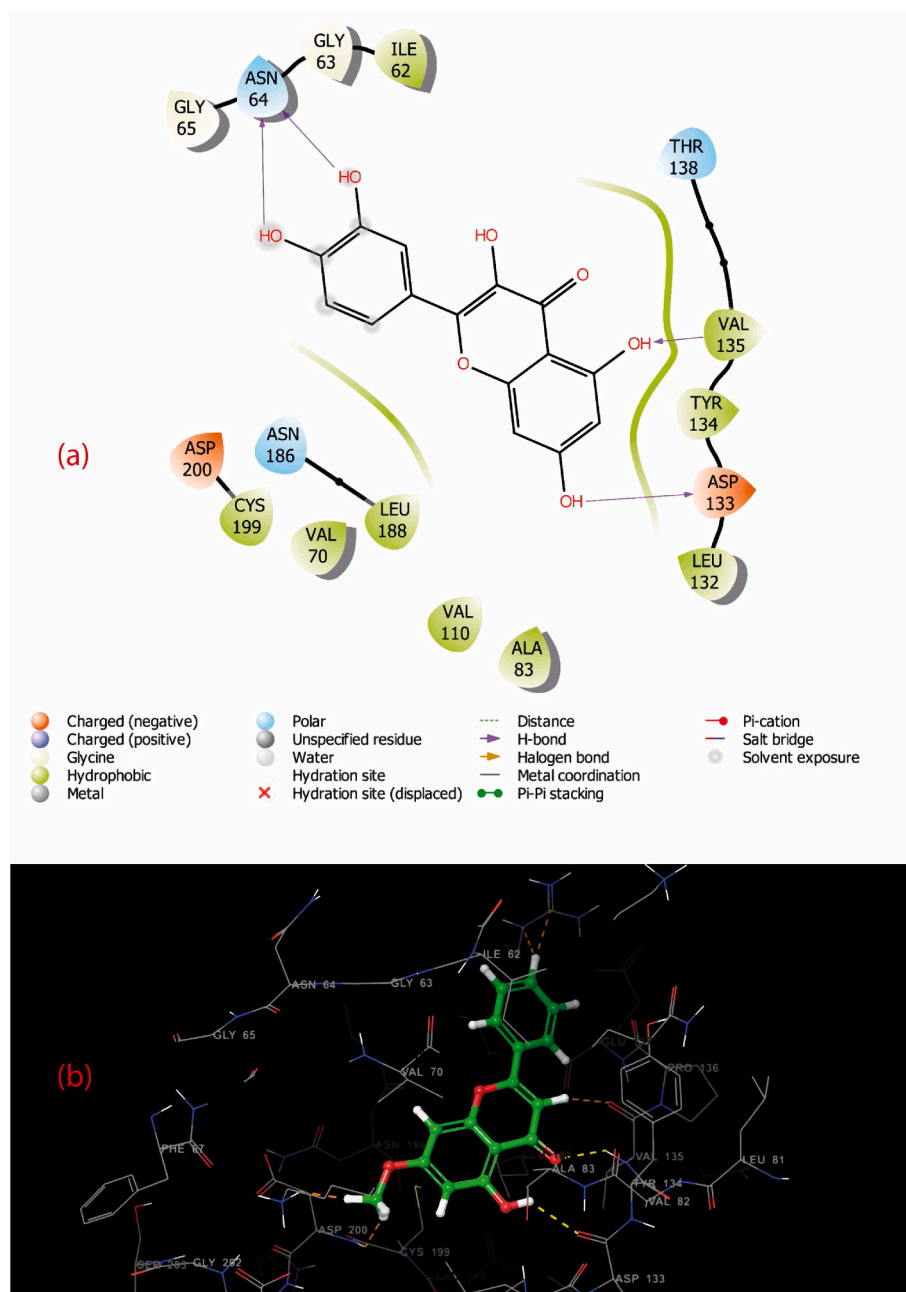 GLY
63
ILE
62
ASN
64
GLY
65
THR
138
HO
HO
HO
O
VAL
135
OH
O
TYR
134
(a)
ASP
200
ASN
186
ASP
133
CYS
199
LEU
188
OH
VAL
70
LEU
132
VAL
110
ALA
83
Charged (negative)
Charged (positive)
Glycine
Hydrophobic
Metal
Polar
Unspecified residue
Water
Hydration site
Hydration site (displaced)
Distance
H-bond
Halogen bond
Metal coordination
Pi-Pi stacking
Pi-cation
Salt bridge
Solvent exposure
ILE 62
ASN 64
GLY 63
GLY 65
GLU
(b)
VAL 70
PRO 136
PHE 67
ASN
VAL 135
LEU 81
ALA 83
TYR 134
VAL 82
ASP 200
CYS 199
GLY 202
ASP 133